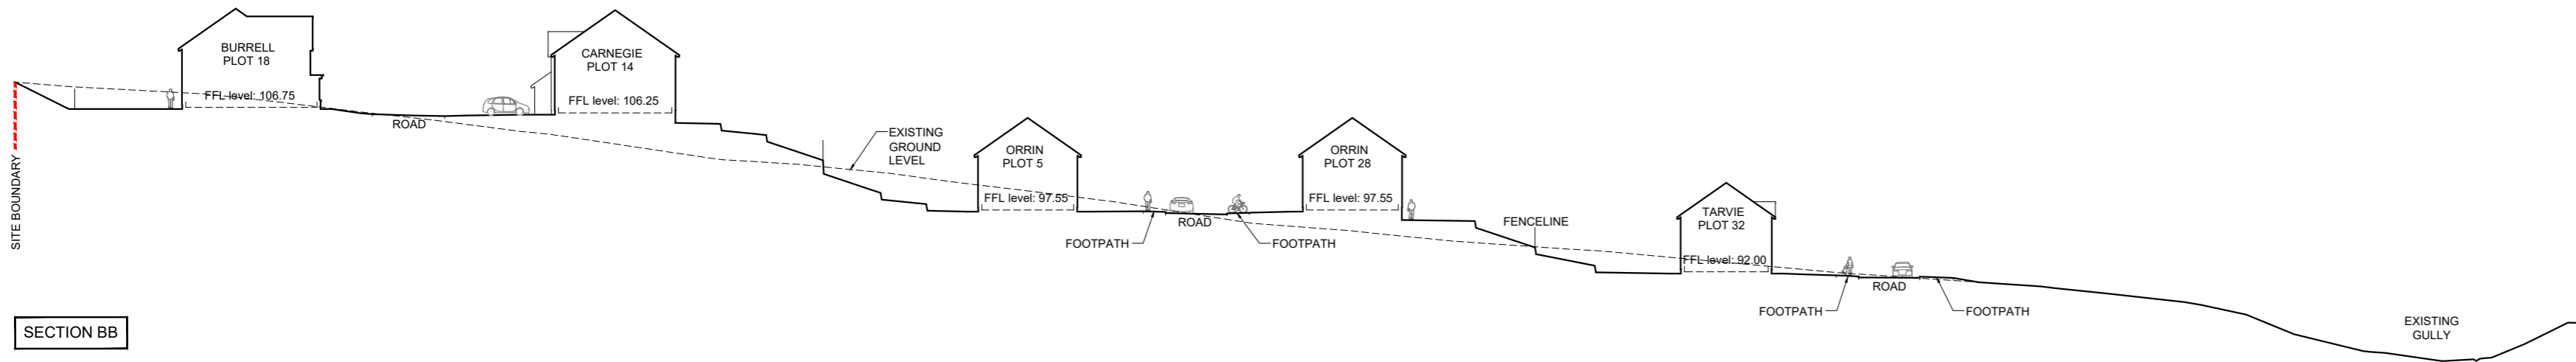 BURRELL
PLOT 18
FFL level: 106.75
SITE BOUNDARY
ROAD
CARNEGIE
PLOT 14
FFL level: 106.25
EXISTING
GROUND
LEVEL
ORRIN
PLOT 5
FFL level: 97.55
FOOTPATH
ROAD
FOOTPATH
ORRIN
PLOT 28
FFL level: 97.55
FENCELINE
TARVIE
PLOT 32
FFL level: 92.00
FOOTPATH
ROAD
FOOTPATH
EXISTING
GULLY
SECTION BB